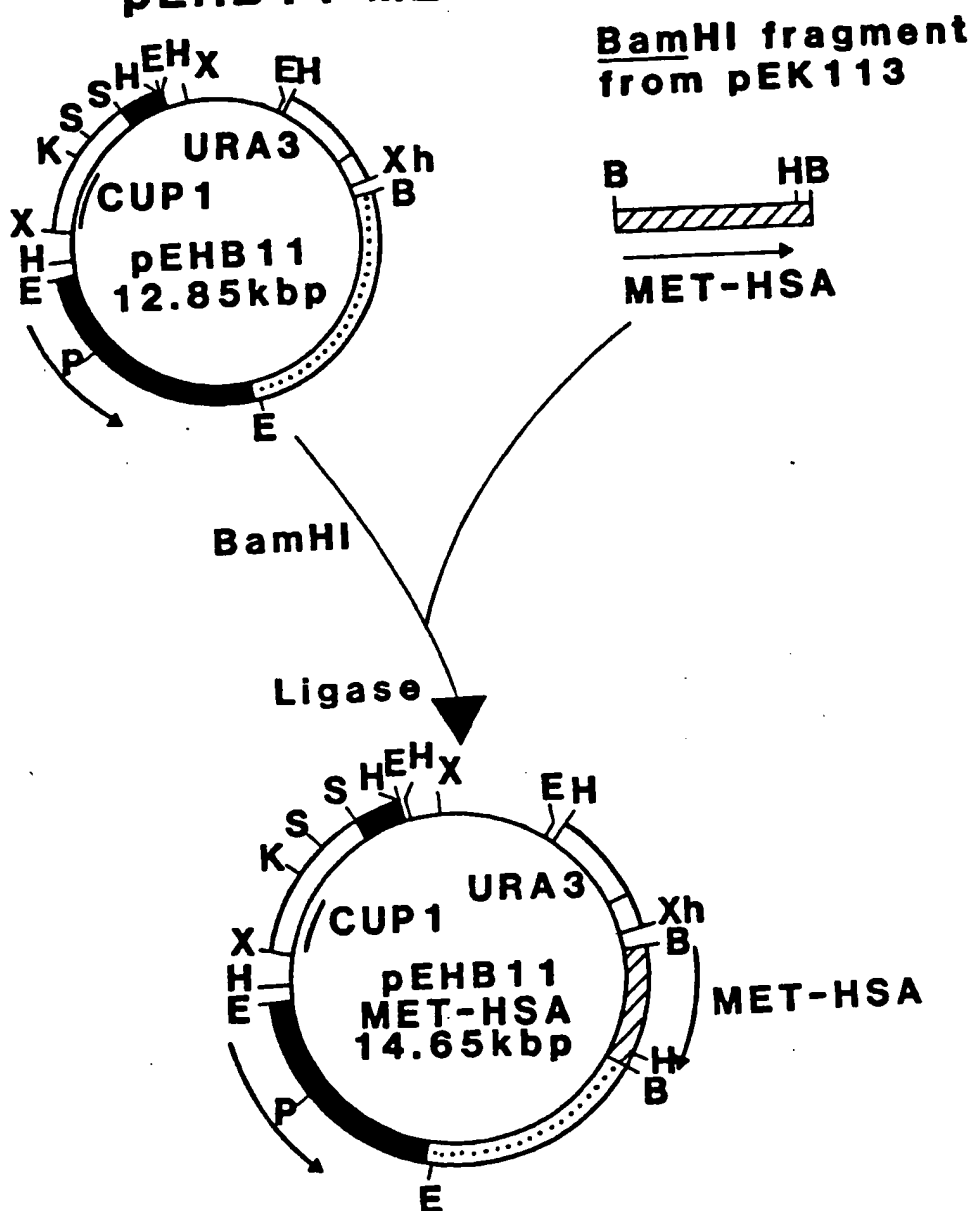 BamHI fragment
from pEK113
S S H E H X
E H
K
URA3
Xh
B
X
CUP1
H
E
pEHB11
12.85kbp
P
E
B
H B
MET-HSA
BamHI
Ligase
K S S H E H X
E H
URA3
Xh
B
X
CUP1
H
E
pEHB11
MET-HSA
14.65kbp
MET-HSA
H
B
P
E